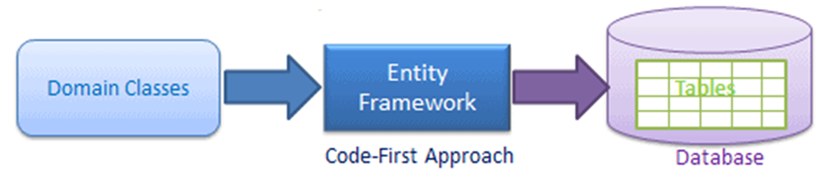 Domain Classes
Entity
Framework
Code-First Approach
Tables
Database